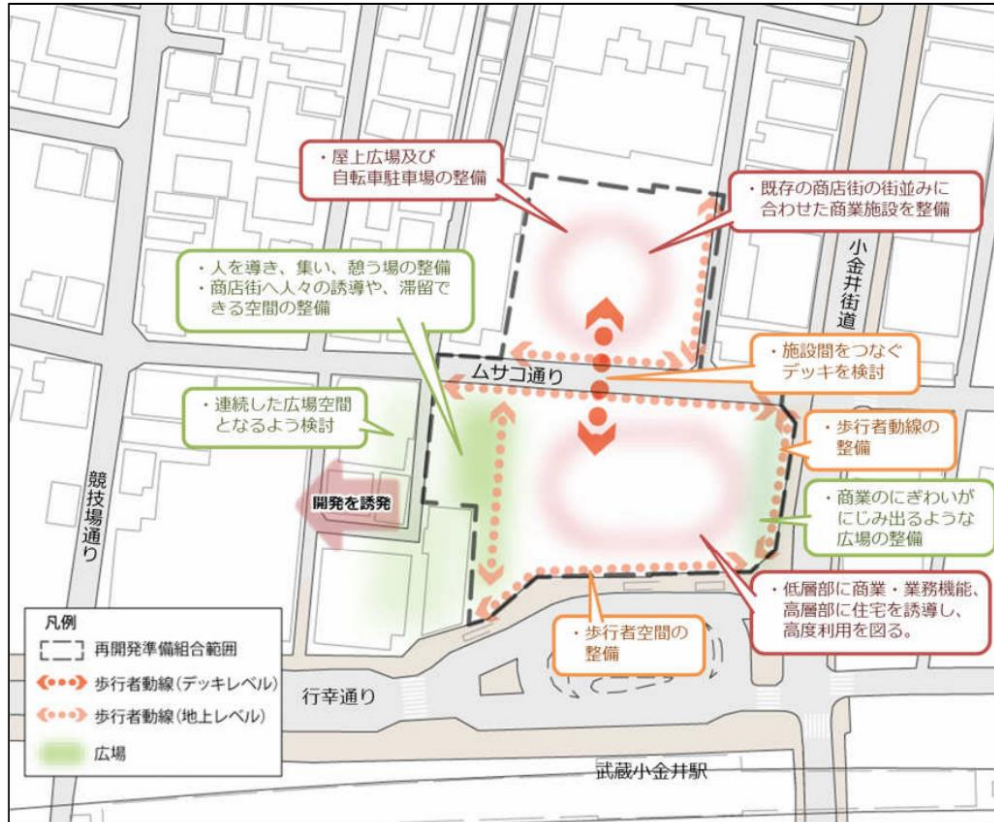 ・屋上広場及び
自転車駐車場の整備
・既存の商店街の街並みに
合わせた商業施設を整備
小金井街道
・人を導き、集い、憩う場の整備
・商店街へ人々の誘導や、滞留で
きる空間の整備
・施設間をつなぐ
デッキを検討
ムサコ通り
・連続した広場空間
となるよう検討
・歩行者動線の
整備
競技場通り
開発を誘発
・商業のにぎわいが
にじみ出るような
広場の整備
・低層部に商業・業務機能、
高層部に住宅を誘導し、
高度利用を図る。
・歩行者空間の
整備
凡例
再開発準備組合範囲
歩行者動線(デッキレベル)
歩行者動線(地上レベル)
広場
行幸通り
武蔵小金井駅